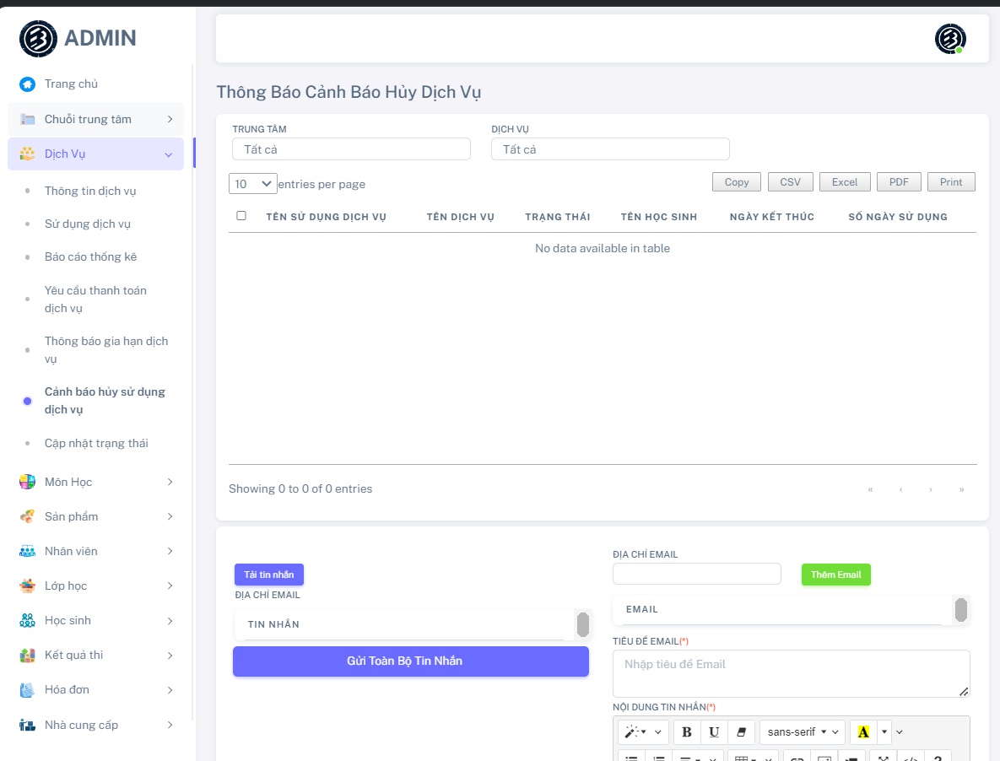 ADMIN
Trang chủ
Chuỗi trung tâm
Dịch Vụ
Thông tin dịch vụ
Sử dụng dịch vụ
Báo cáo thống kê
Yêu cầu thanh toán
dịch vụ
Thông báo gia hạn dịch
vụ
Cảnh báo hủy sử dụng
dịch vụ
Cập nhật trạng thái
Môn Học
Sản phẩm
Nhân viên
Lớp học
Học sinh
Kết quả thi
Hóa đơn
Nhà cung cấp
Thông Báo Cảnh Báo Hủy Dịch Vụ
TRUNG TÂM DỊCH VỤ
Tất cả Tất cả
10 entries per page Copy CSV Excel PDF Print
TÊN SỬ DỤNG DỊCH VỤ TÊN DỊCH VỤ TRẠNG THÁI TÊN HỌC SINH NGÀY KẾT THÚC SỐ NGÀY SỬ DỤNG
No data available in table
Showing 0 to 0 of 0 entries « ‹ › »
Tải tin nhắn
ĐỊA CHỈ EMAIL
TIN NHẮN
Gửi Toàn Bộ Tin Nhắn
ĐỊA CHỈ EMAIL
Thêm Email
EMAIL
TIÊU ĐỀ EMAIL(*)
Nhập tiêu đề Email
NỘI DUNG TIN NHẮN(*)
B U sans-serif A